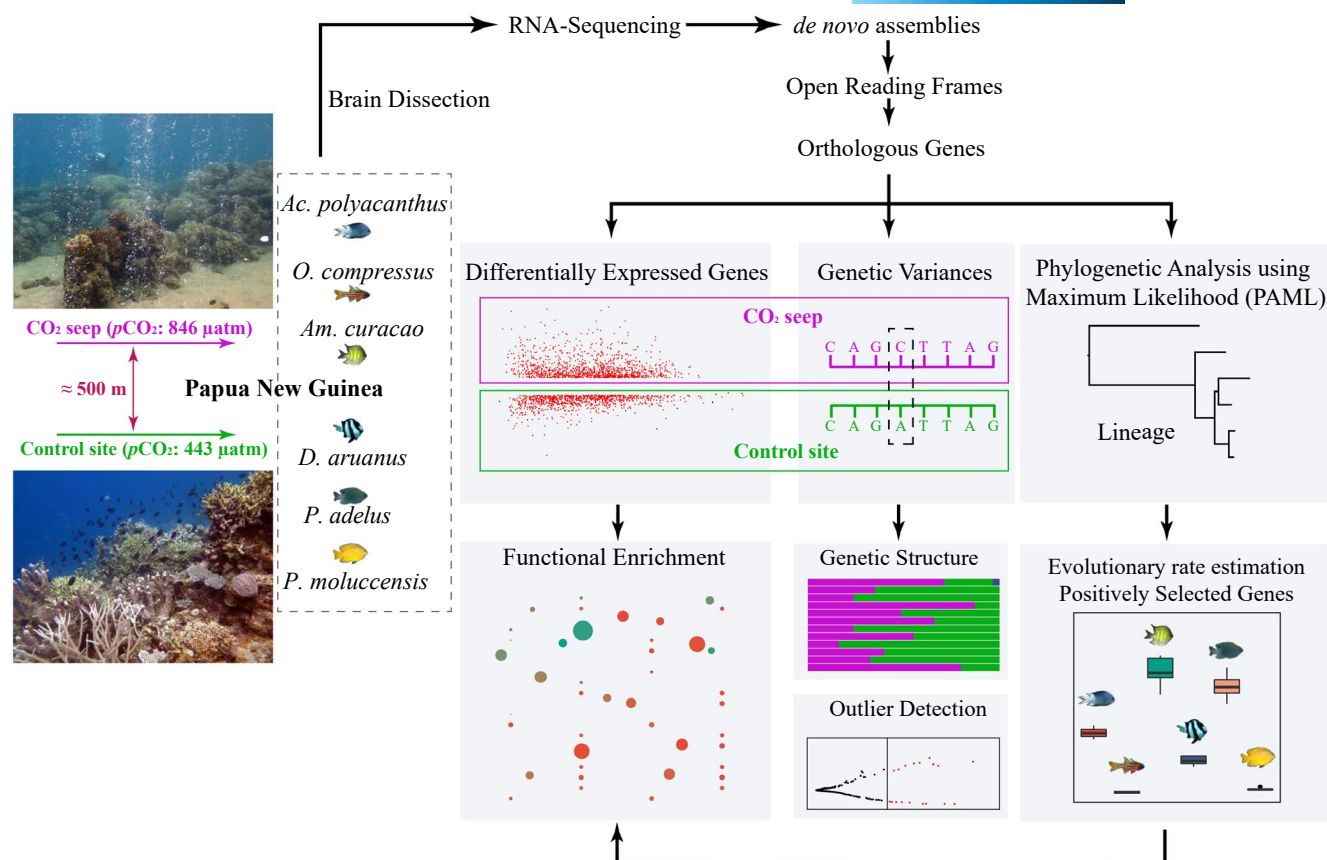 RNA-Sequencing
de novo assemblies
Brain Dissection
Open Reading Frames
Orthologous Genes
Ac. polyacanthus
O. compressus
Am. curacao
D. aruanus
P. adelus
P. moluccensis
CO₂ seep (pCO₂: 846 µatm)
≈ 500 m
Papua New Guinea
Control site (pCO₂: 443 µatm)
Differentially Expressed Genes
Genetic Variances
CO₂ seep
C A G C T T A G
C A G A T T A G
Control site
Phylogenetic Analysis using
Maximum Likelihood (PAML)
Lineage
Functional Enrichment
Genetic Structure
Outlier Detection
Evolutionary rate estimation
Positively Selected Genes